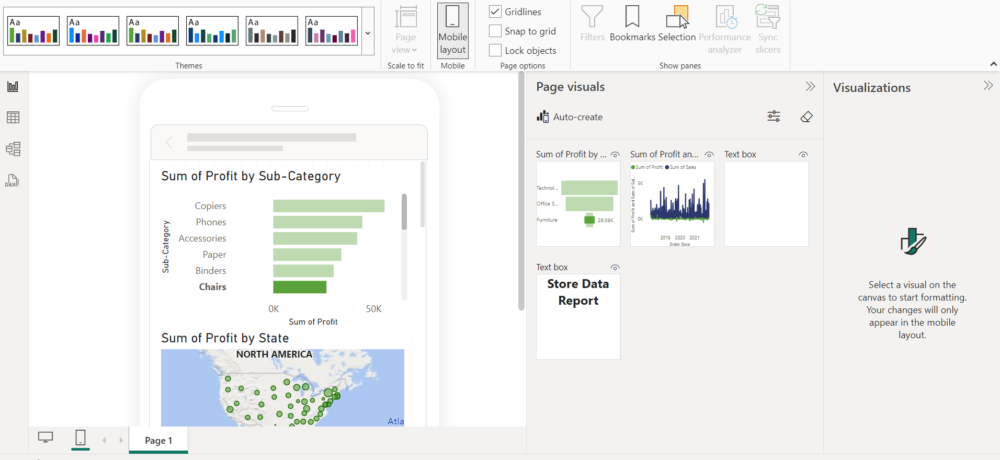 Aa Aa Aa Aa Aa Aa
Themes
Page
view
Scale to fit
Mobile
layout
Mobile
Gridlines
Snap to grid
Lock objects
Page options
Filters
Bookmarks
Selection
Performance
analyzer
Sync
slicers
Show panes
DAX
Sum of Profit by Sub-Category
Sub-Category
Copiers
Phones
Accessories
Paper
Binders
Chairs
0K 50K
Sum of Profit
Sum of Profit by State
NORTH AMERICA
Atla
Page 1
Page visuals
Auto-create
Sum of Profit by ...
Technol...
Office S...
Furniture 26.59K
Sum of Profit an...
Sum of Profit Sum of Sales
Sum of Profit and Sum of Sal...
5K
0K
2019 2020 2021
Order Date
Text box
Text box
Store Data
Report
Visualizations
Select a visual on the
canvas to start formatting.
Your changes will only
appear in the mobile
layout.